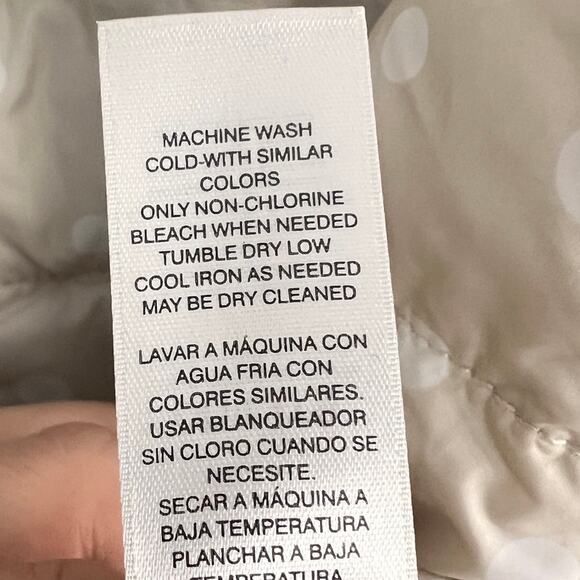 MACHINE WASH
COLD-WITH SIMILAR
COLORS
ONLY NON-CHLORINE
BLEACH WHEN NEEDED
TUMBLE DRY LOW
COOL IRON AS NEEDED
MAY BE DRY CLEANED
LAVAR A MÁQUINA CON
AGUA FRIA CON
COLORES SIMILARES.
USAR BLANQUEADOR
SIN CLORO CUANDO SE
NECESITE.
SECAR A MÁQUINA A
BAJA TEMPERATURA
PLANCHAR A BAJA
TEMPERATURA